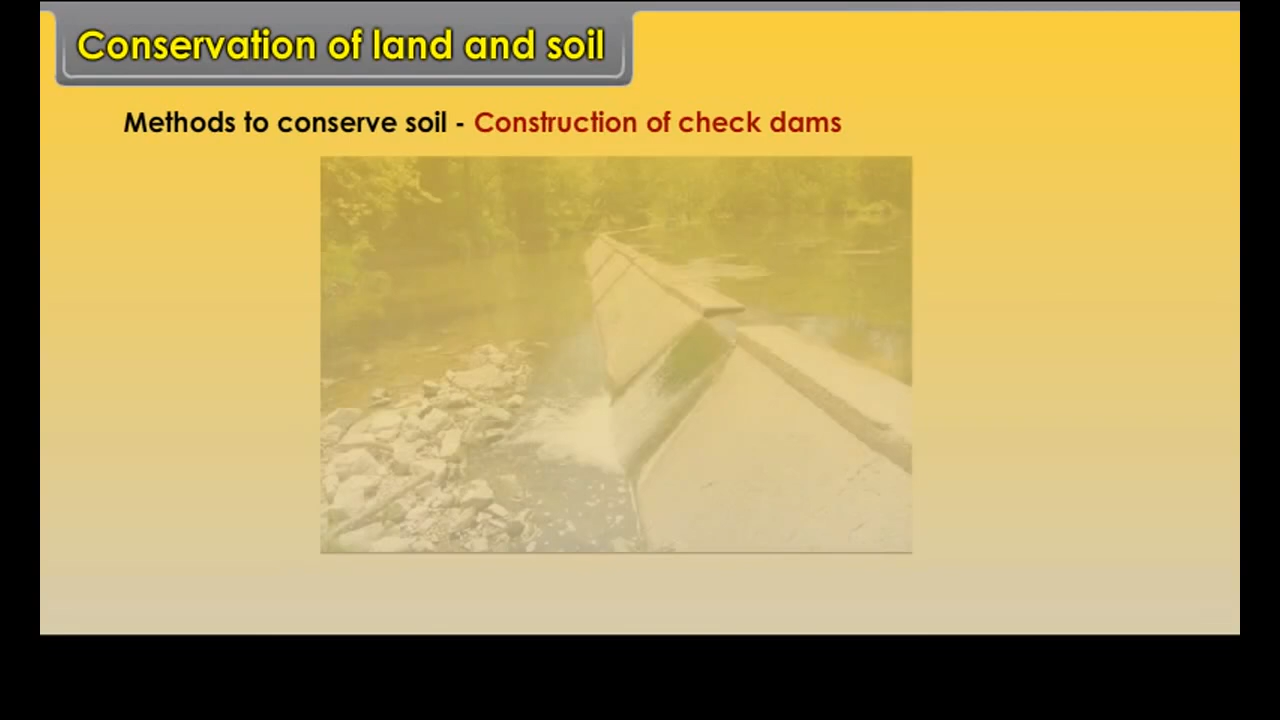 Conservation of land and soil
Methods to conserve soil - Construction of check dams